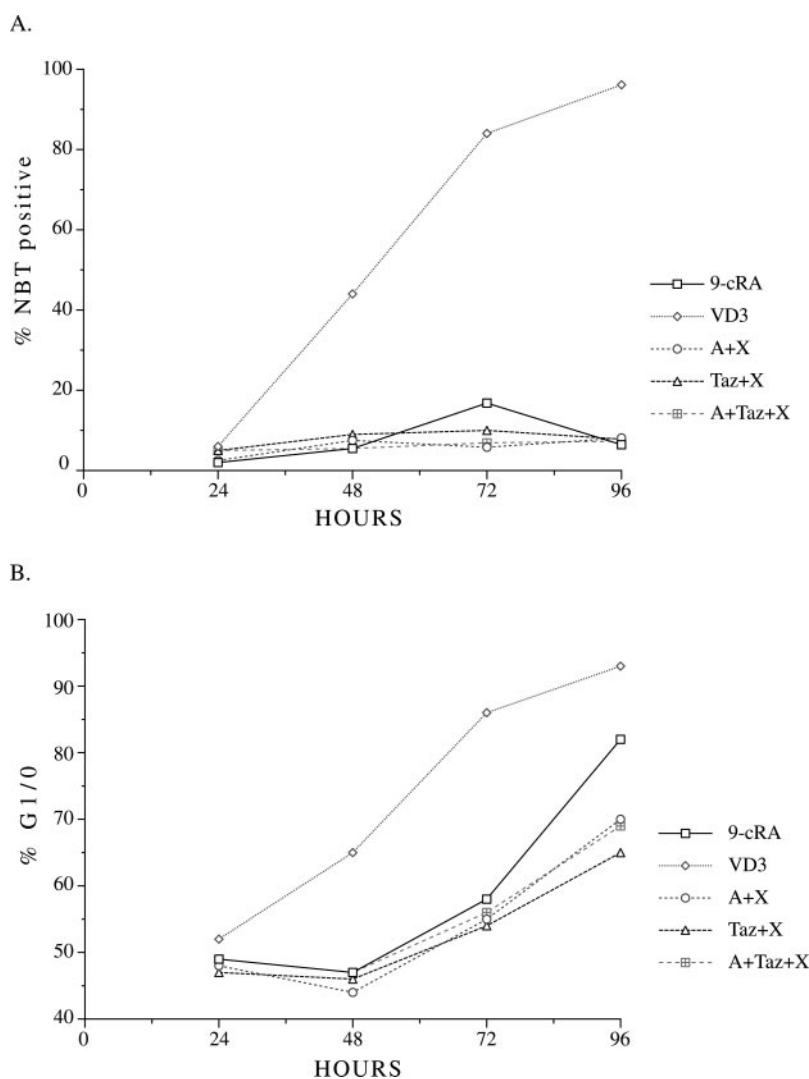 A.
% NBT positive
100
80
60
40
20
0
0 24 48 72 96
HOURS
9-cRA
VD3
A+X
Taz+X
A+Taz+X
B.
% G1/0
100
90
80
70
60
50
40
0 24 48 72 96
HOURS
9-cRA
VD3
A+X
Taz+X
A+Taz+X